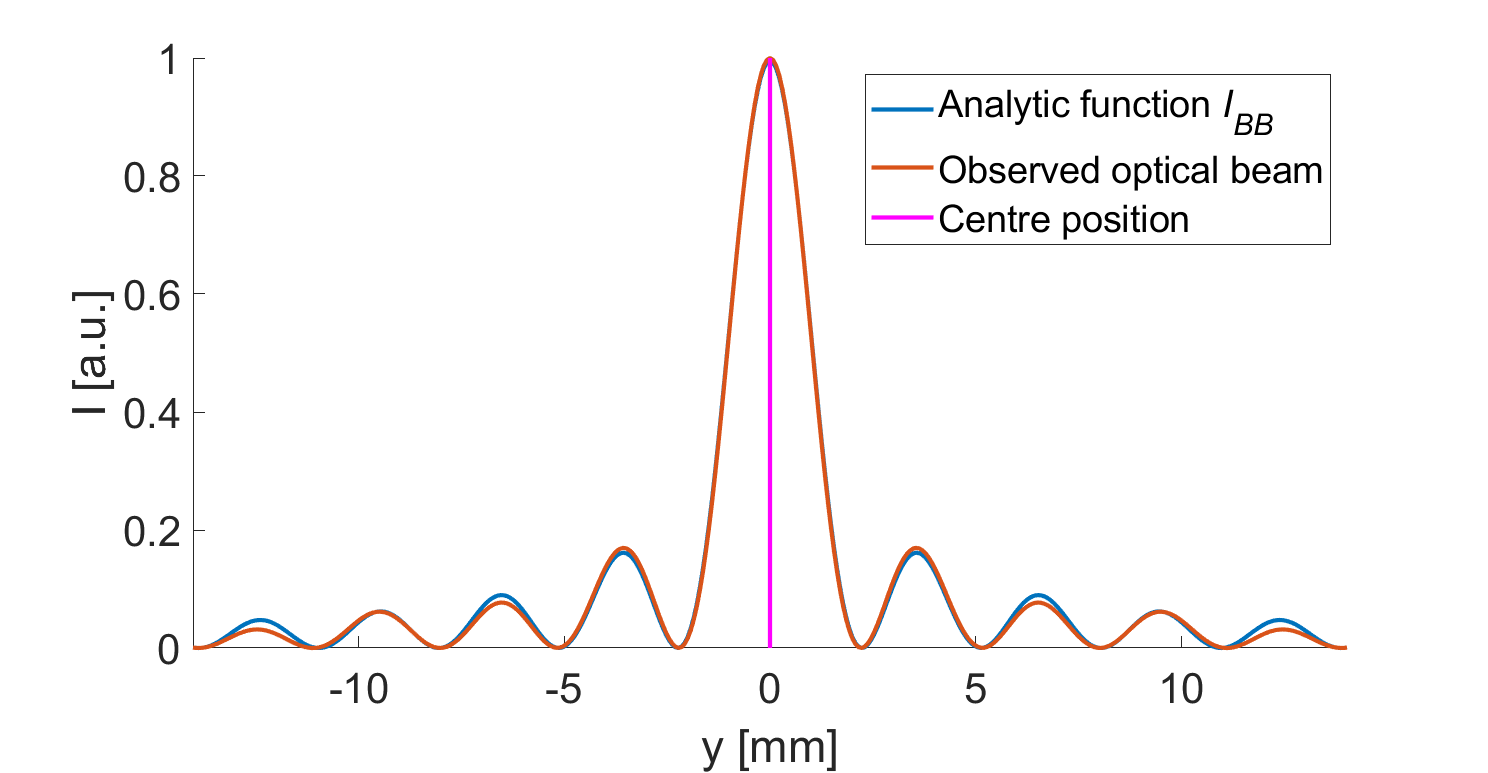 1
0.8
0.6
0.4
0.2
0
I [a.u.]
Analytic function I_BB
Observed optical beam
Centre position
-10 -5 0 5 10
y [mm]